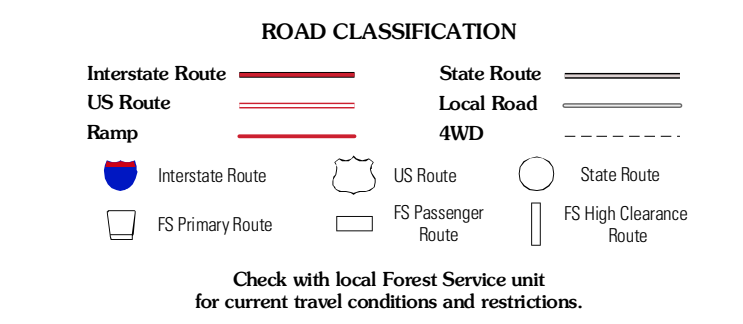 ROAD CLASSIFICATION
Interstate Route
State Route
US Route
Local Road
Ramp
4WD
Interstate Route
US Route
State Route
FS Primary Route
FS Passenger
Route
FS High Clearance
Route
Check with local Forest Service unit
for current travel conditions and restrictions.